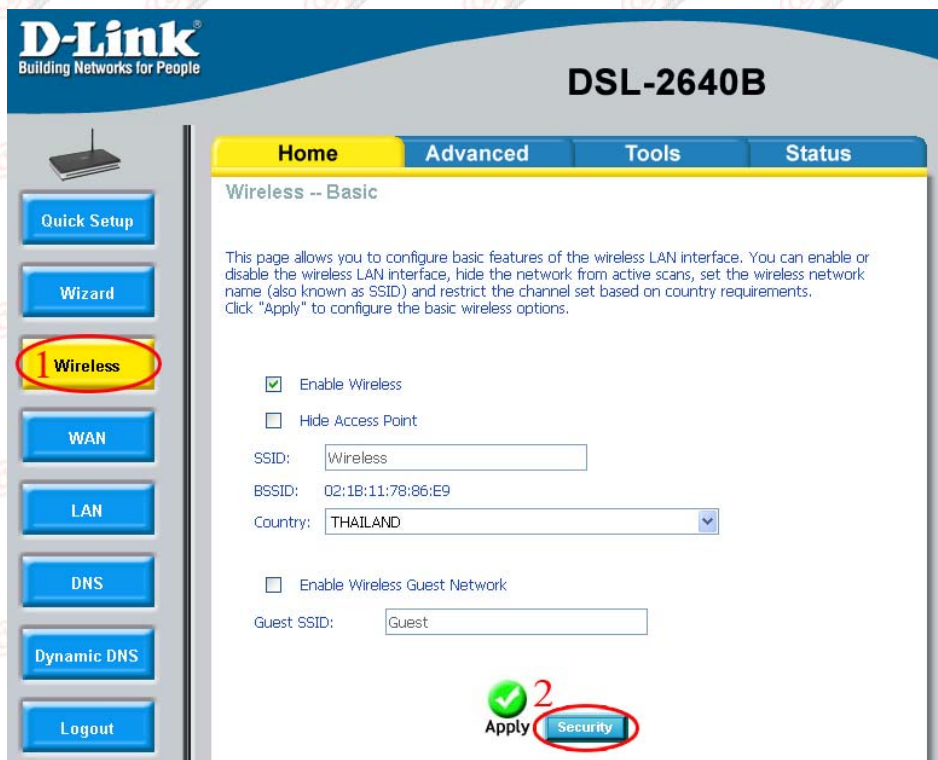 D-Link®
Building Networks for People
DSL-2640B
Home
Advanced
Tools
Status
Quick Setup
Wizard
1 Wireless
WAN
LAN
DNS
Dynamic DNS
Logout
Wireless -- Basic
This page allows you to configure basic features of the wireless LAN interface. You can enable or
disable the wireless LAN interface, hide the network from active scans, set the wireless network
name (also known as SSID) and restrict the channel set based on country requirements.
Click "Apply" to configure the basic wireless options.
Enable Wireless
Hide Access Point
SSID: Wireless
BSSID: 02:1B:11:78:86:E9
Country: THAILAND
Enable Wireless Guest Network
Guest SSID: Guest
2
Apply Security